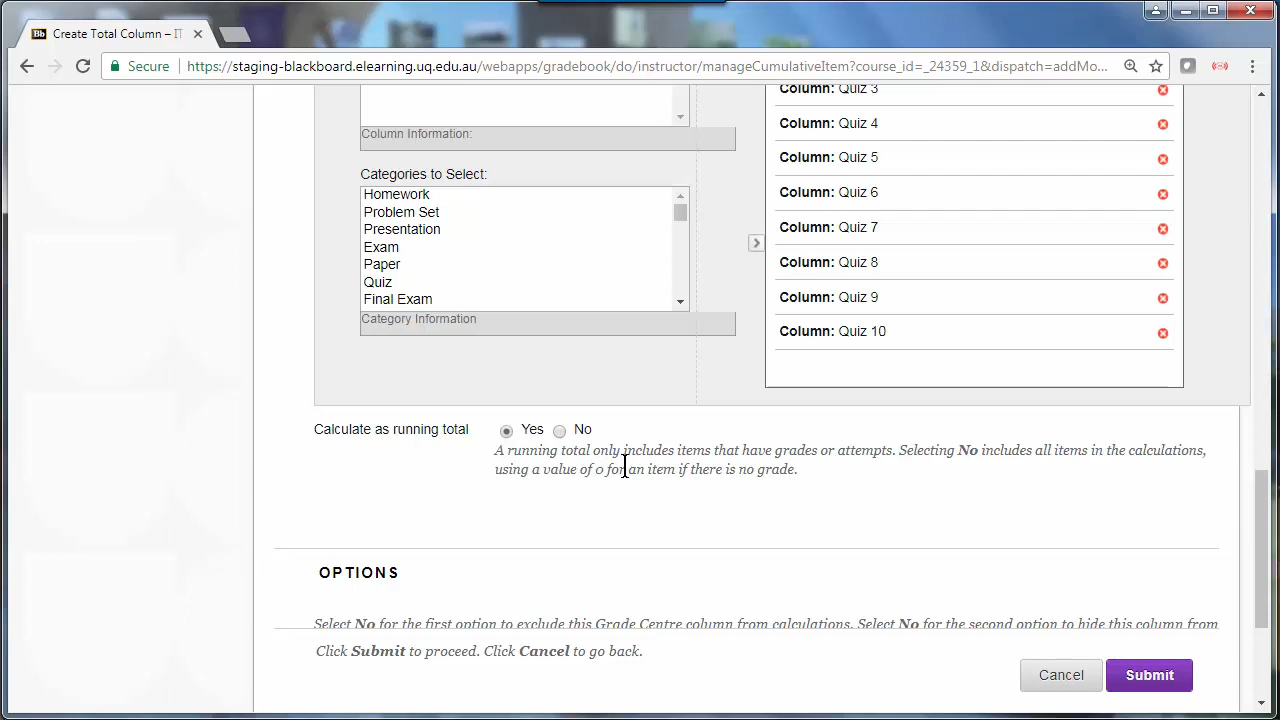 Create Total Column – IT
Secure
https://staging-blackboard.elearning.uq.edu.au/webapps/gradebook/do/instructor/manageCumulativeItem?course_id=_24359_1&dispatch=addMo...
Column: Quiz 3
Column Information:
Column: Quiz 4
Column: Quiz 5
Categories to Select:
Homework
Problem Set
Presentation
Exam
Paper
Quiz
Final Exam
Category Information
Column: Quiz 6
Column: Quiz 7
Column: Quiz 8
Column: Quiz 9
Column: Quiz 10
Calculate as running total Yes No
A running total only includes items that have grades or attempts. Selecting No includes all items in the calculations,
using a value of 0 for an item if there is no grade.
OPTIONS
Select No for the first option to exclude this Grade Centre column from calculations. Select No for the second option to hide this column from
Click Submit to proceed. Click Cancel to go back.
Cancel Submit